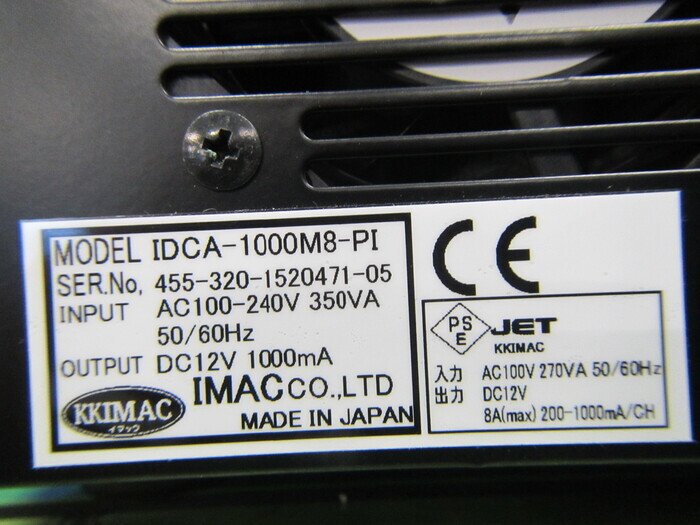 MODEL IDCA-1000M8-PI
SER.No, 455-320-1520471-05
INPUT AC100-240V 350VA
50/60Hz
OUTPUT DC12V 1000mA
KKIMAC
イマック
IMAC CO.,LTD
MADE IN JAPAN
CE
PS
E
JET
KKIMAC
入力 AC100V 270VA 50/60Hz
出力 DC12V
8A(max) 200-1000mA/CH